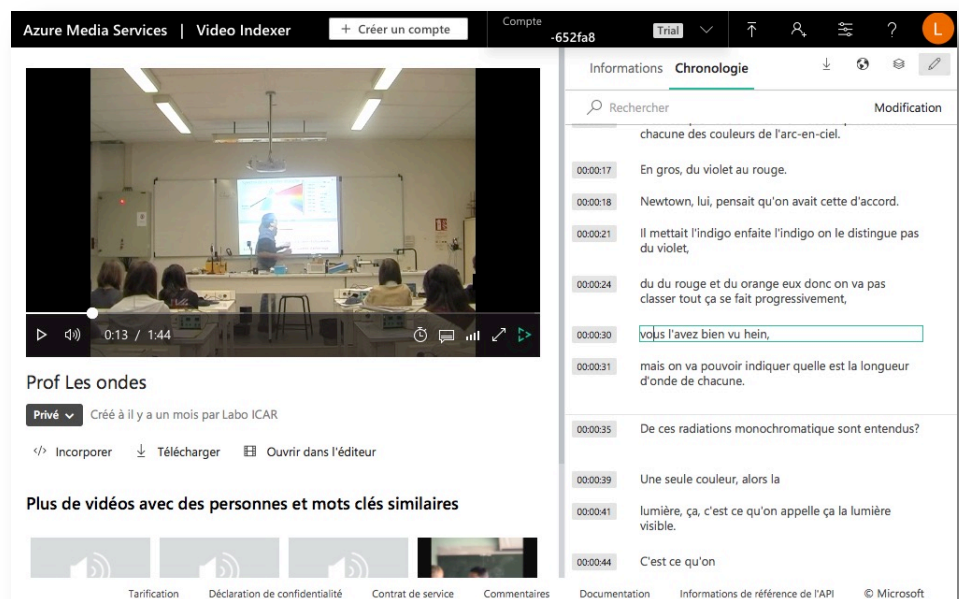 Azure Media Services | Video Indexer
+ Créer un compte
Compte
-652fa8
Trial
?
L
Informations Chronologie
Rechercher
Modification
chacune des couleurs de l'arc-en-ciel.
00:00:17 En gros, du violet au rouge.
00:00:18 Newtown, lui, pensait qu'on avait cette d'accord.
00:00:21 Il mettait l'indigo enfaite l'indigo on le distingue pas
du violet,
00:00:24 du du rouge et du orange eux donc on va pas
classer tout ça se fait progressivement,
00:00:30 vous l'avez bien vu hein,
00:00:31 mais on va pouvoir indiquer quelle est la longueur
d'onde de chacune.
00:00:35 De ces radiations monochromatique sont entendus?
00:00:39 Une seule couleur, alors la
00:00:41 lumière, ça, c'est ce qu'on appelle ça la lumière
visible.
00:00:44 C'est ce qu'on
0:13 / 1:44
Prof Les ondes
Privé
Créé à il y a un mois par Labo ICAR
</> Incorporer
Télécharger
Ouvrir dans l'éditeur
Plus de vidéos avec des personnes et mots clés similaires
Tarification Déclaration de confidentialité Contrat de service Commentaires Documentation Informations de référence de l'API © Microsoft